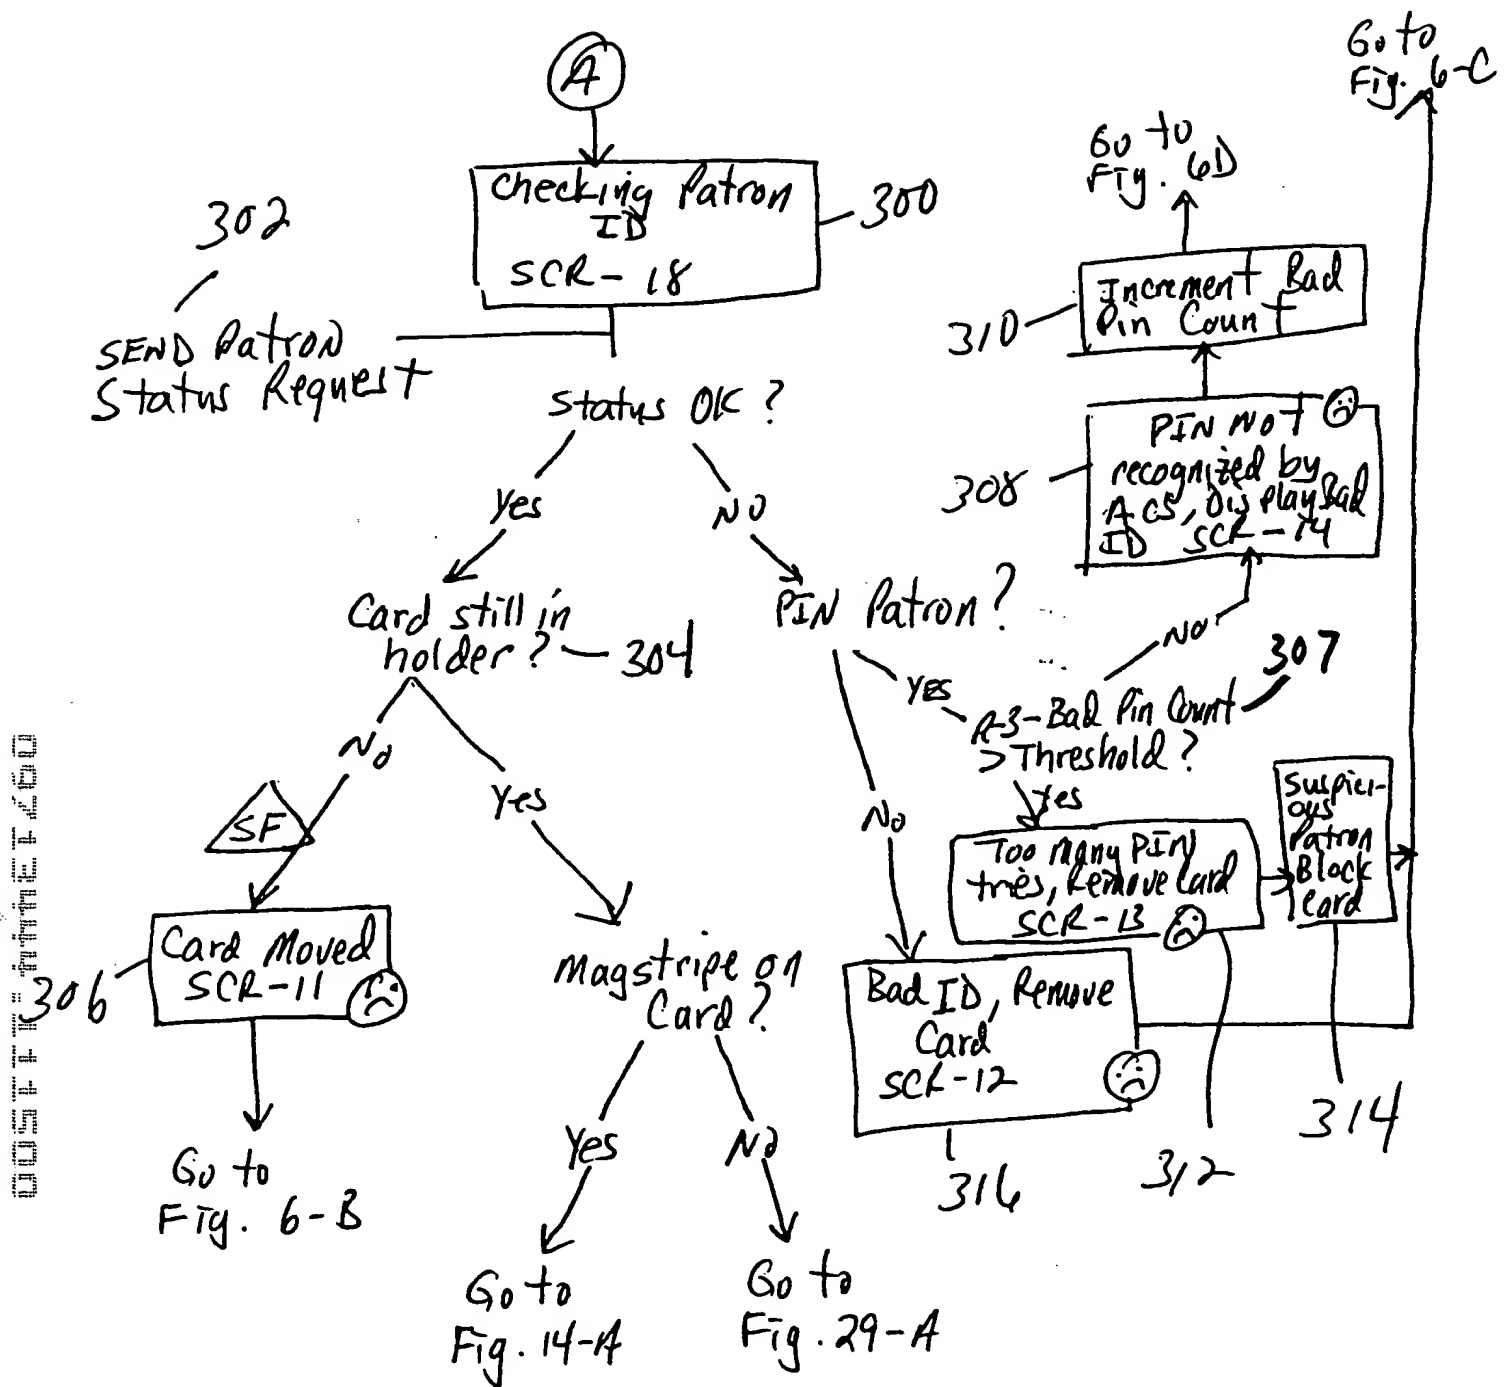 A
Go to
Fig. 6-C
Go to
Fig. 6D
Checking Patron
ID
SCR-18
300
302
SEND Patron
Status Request
Increment Bad
Pin Count
310
Status OK?
PIN NOT
recognized by
ACS, Display Bad
ID SCR-14
308
Yes
NO
Card still in
holder?
304
PIN Patron?
NO
307
YES
R-3-Bad Pin Count
>Threshold?
No
Yes
No
Yes
SF
Too many PIN
tries, Remove Card
SCR-13
Suspici-
ous
Patron
Block
Card
Card Moved
SCR-11
306
Magstripe on
Card?
Bad ID, Remove
Card
SCR-12
316
312
314
Yes
No
Go to
Fig. 6-B
Go to
Fig. 14-A
Go to
Fig. 29-A